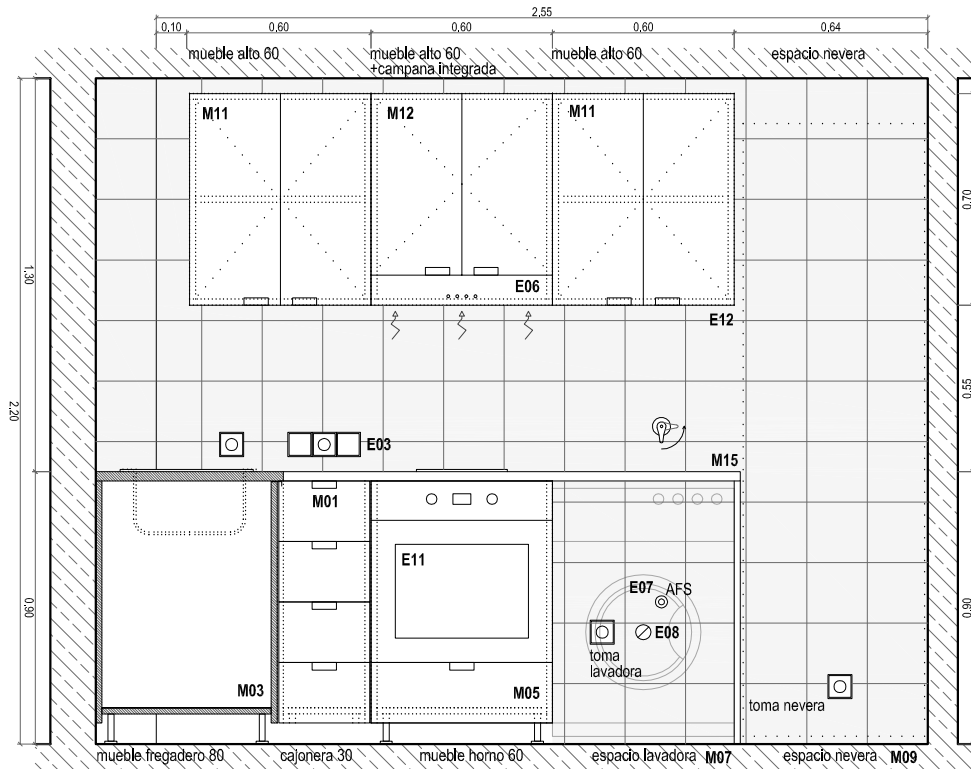 2,55
0,10 0,60 0,60 0,60 0,64
mueble alto 60 mueble alto 60 mueble alto 60 espacio nevera
+campana integrada
M11 M12 M11
0,70
1,30
E06
E12
0,55
2,20
E03
M15
M01
E11
E07 AFS
0,90
0,90
E08
toma
lavadora
M03 M05
toma nevera
mueble fregadero 80 cajonera 30 mueble horno 60 espacio lavadora M07 espacio nevera M09